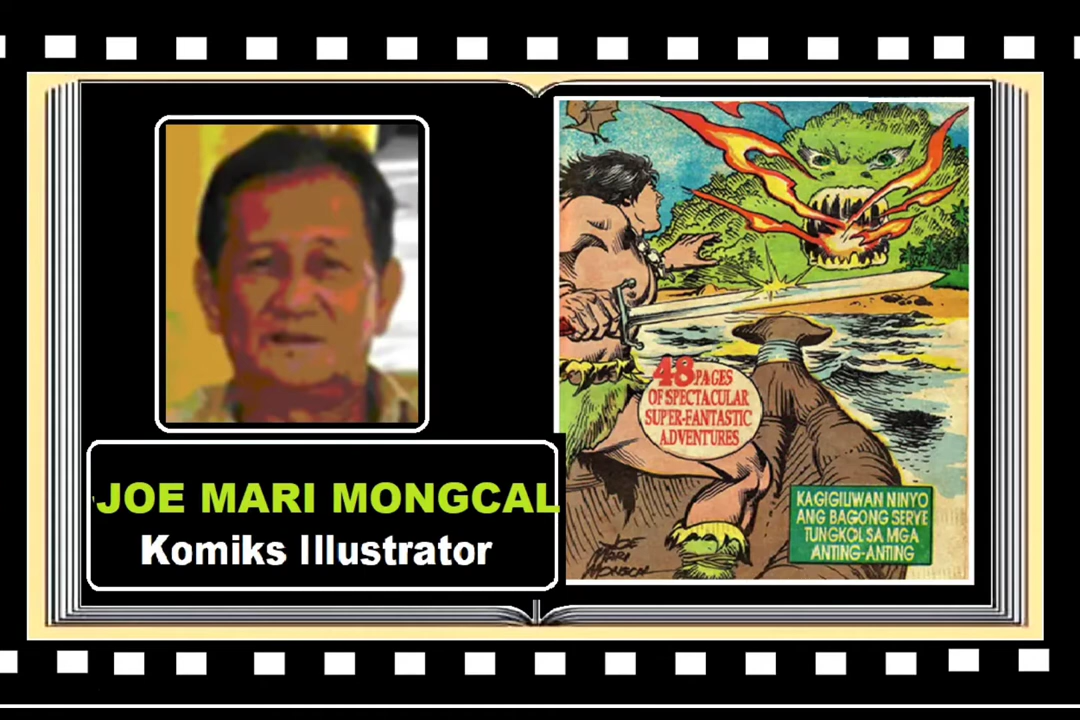 JOE MARI MONGCAL
Komiks Illustrator
48 PAGES
OF SPECTACULAR
SUPER-FANTASTIC
ADVENTURES
KAGIGILIWAN NINYO
ANG BAGONG SERYE
TUNGKOL SA MGA
ANTING-ANTING
JOE
MARI
MONGCAL